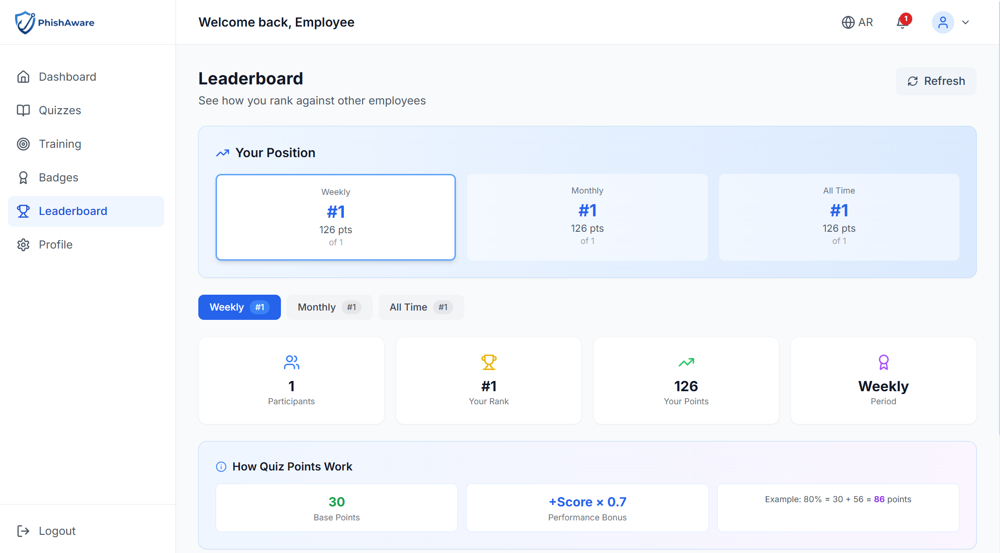 PhishAware
Welcome back, Employee
AR
1
Dashboard
Quizzes
Training
Badges
Leaderboard
Profile
Logout
Leaderboard
See how you rank against other employees
Refresh
Your Position
Weekly
#1
126 pts
of 1
Monthly
#1
126 pts
of 1
All Time
#1
126 pts
of 1
Weekly #1
Monthly #1
All Time #1
1
Participants
#1
Your Rank
126
Your Points
Weekly
Period
How Quiz Points Work
30
Base Points
+Score × 0.7
Performance Bonus
Example: 80% = 30 + 56 = 86 points